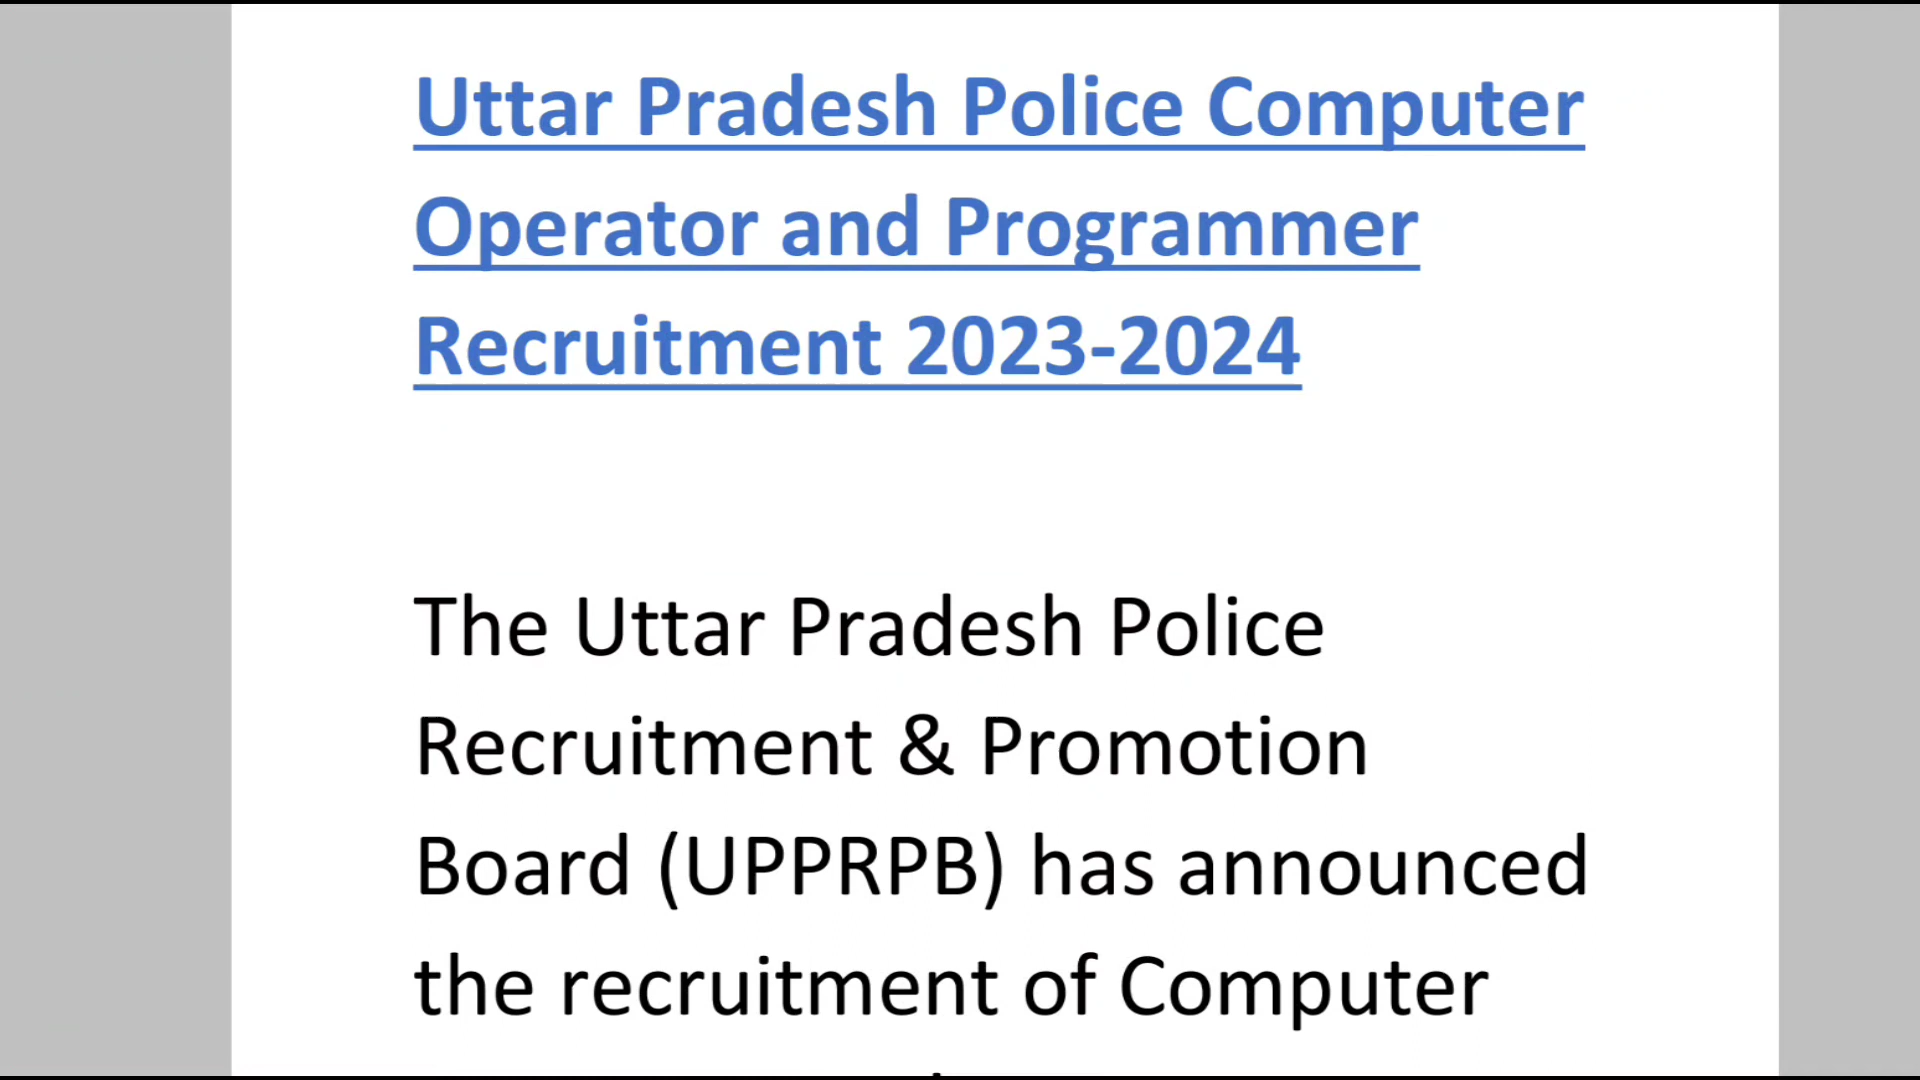 Uttar Pradesh Police Computer
Operator and Programmer
Recruitment 2023-2024
The Uttar Pradesh Police
Recruitment & Promotion
Board (UPPRPB) has announced
the recruitment of Computer